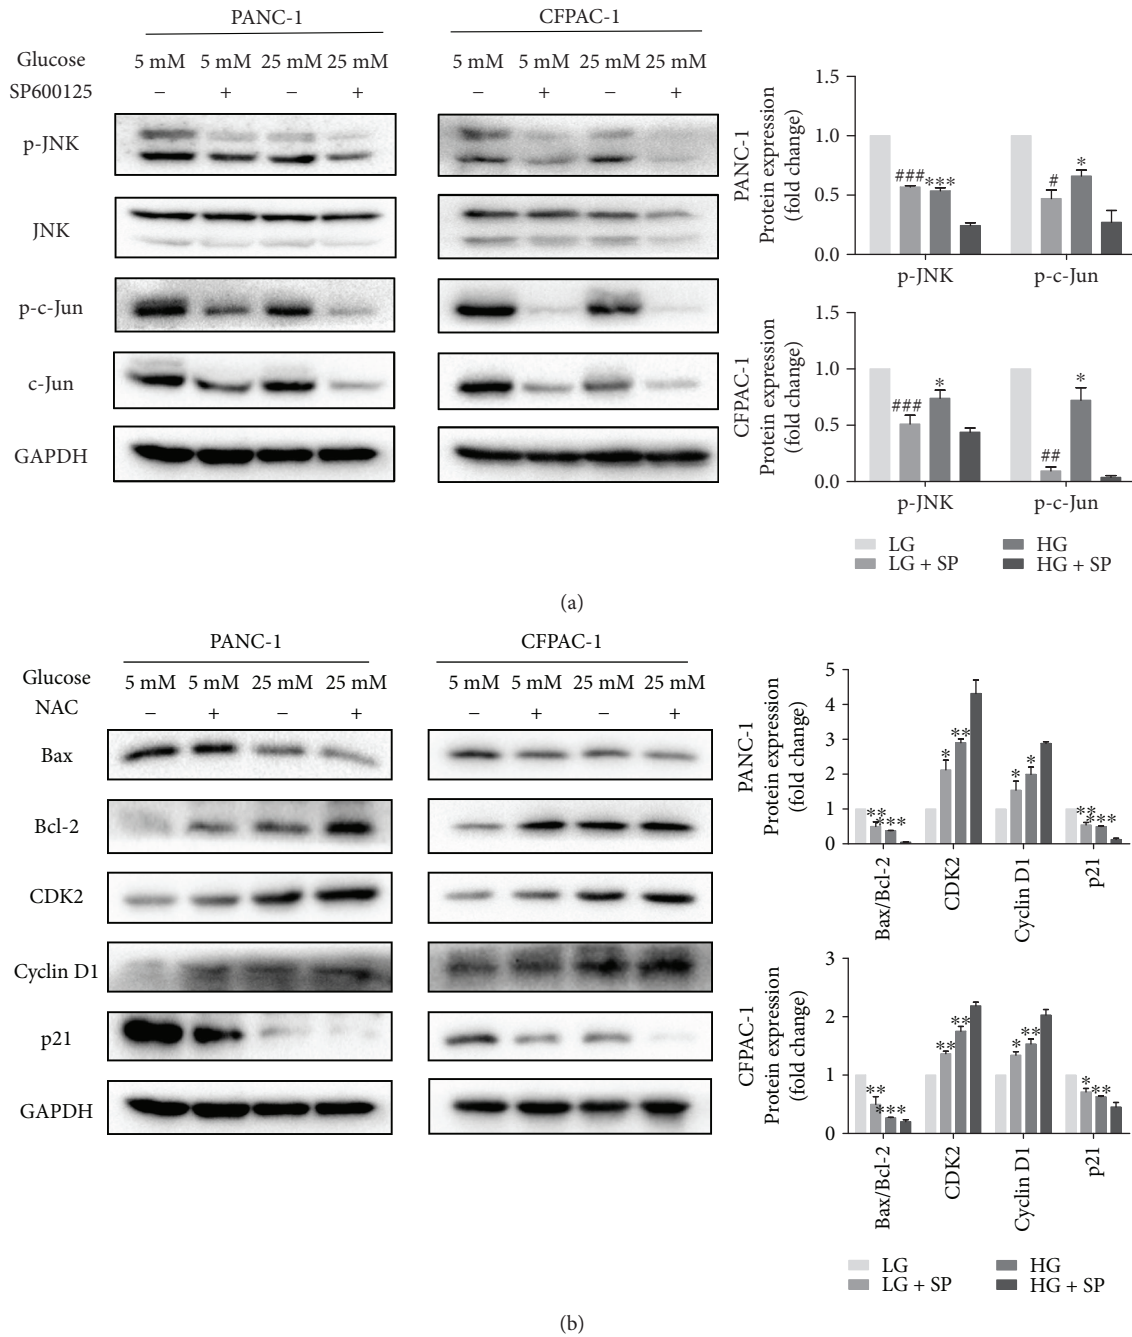 PANC-1
CFPAC-1
Glucose 5 mM 5 mM 25 mM 25 mM 5 mM 5 mM 25 mM 25 mM
SP600125 − + − + − + − +
p-JNK
JNK
p-c-Jun
c-Jun
GAPDH
PANC-1
Protein expression
(fold change)
1.5
1.0
0.5
0.0
### *** # *
p-JNK p-c-Jun
CFPAC-1
Protein expression
(fold change)
1.5
1.0
0.5
0.0
### * ## *
p-JNK p-c-Jun
LG HG
LG + SP HG + SP
(a)
PANC-1
CFPAC-1
Glucose 5 mM 5 mM 25 mM 25 mM 5 mM 5 mM 25 mM 25 mM
NAC − + − + − + − +
Bax
Bcl-2
CDK2
Cyclin D1
p21
GAPDH
PANC-1
Protein expression
(fold change)
5
4
3
2
1
0
** *** * ** * * ** ***
Bax/Bcl-2 CDK2 Cyclin D1 p21
CFPAC-1
Protein expression
(fold change)
3
2
1
0
** *** ** ** * ** * **
Bax/Bcl-2 CDK2 Cyclin D1 p21
LG HG
LG + SP HG + SP
(b)